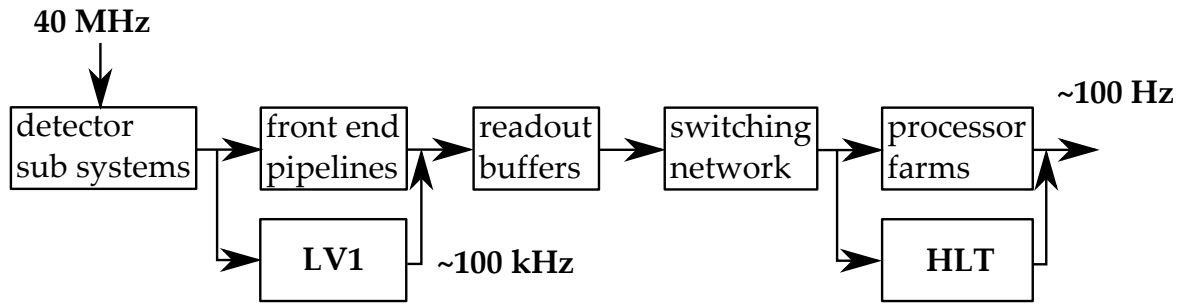 40 MHz
detector
sub systems
front end
pipelines
readout
buffers
switching
network
processor
farms
~100 Hz
LV1
~100 kHz
HLT